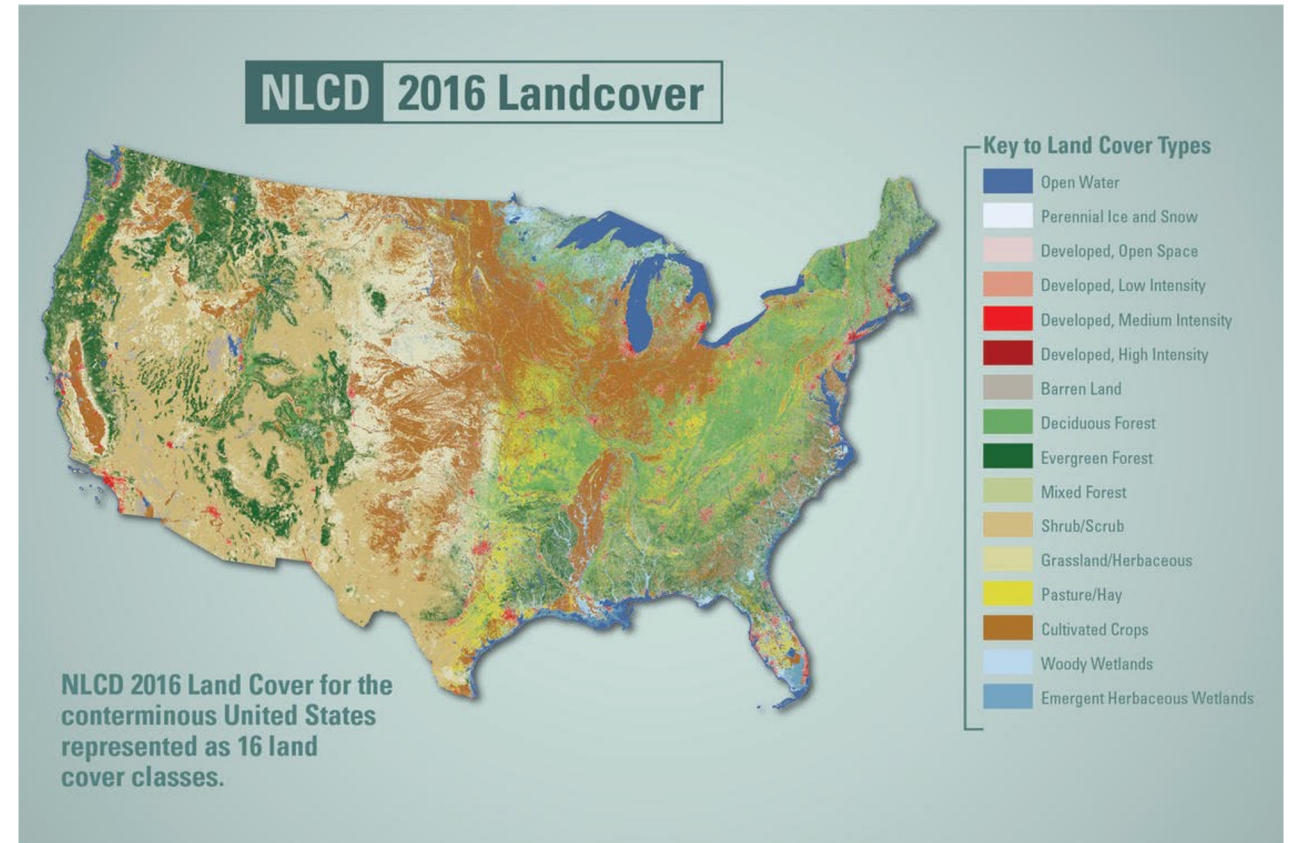 NLCD 2016 Landcover
Key to Land Cover Types
Open Water
Perennial Ice and Snow
Developed, Open Space
Developed, Low Intensity
Developed, Medium Intensity
Developed, High Intensity
Barren Land
Deciduous Forest
Evergreen Forest
Mixed Forest
Shrub/Scrub
Grassland/Herbaceous
Pasture/Hay
Cultivated Crops
Woody Wetlands
Emergent Herbaceous Wetlands
NLCD 2016 Land Cover for the
conterminous United States
represented as 16 land
cover classes.